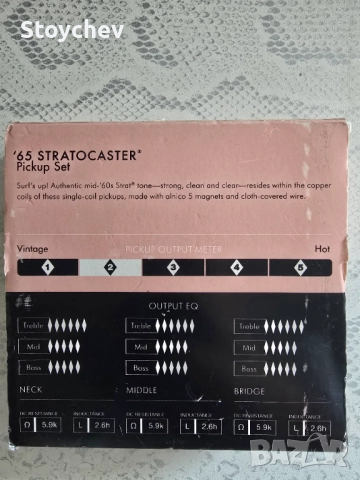 Stoychev
'65 STRATOCASTER®
Pickup Set
Surf's up! Authentic mid-'60s Strat® tone—strong, clean and clear—resides within the copper
coils of these single-coil pickups, made with alnico 5 magnets and cloth-covered wire.
Vintage PICKUP OUTPUT METER Hot
1 2 3 4 5
OUTPUT EQ
Treble Treble Treble
Mid Mid Mid
Bass Bass Bass
NECK MIDDLE BRIDGE
DC RESISTANCE INDUCTANCE DC RESISTANCE INDUCTANCE DC RESISTANCE INDUCTANCE
Ω 5.9k L 2.6h Ω 5.9k L 2.6h Ω 5.9k L 2.6h
bazar